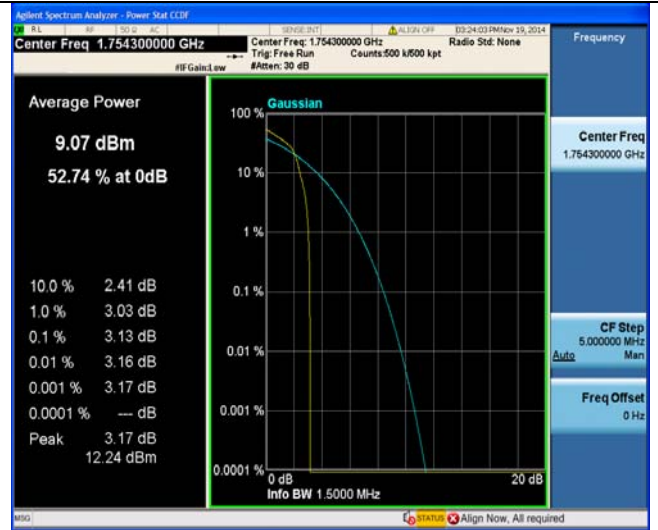 Agilent Spectrum Analyzer - Power Stat CCDF
RL RF 50 Ω AC SENSE:INT ALIGN OFF 03:24:03 PM Nov 19, 2014
Center Freq 1.754300000 GHz
Center Freq: 1.754300000 GHz Radio Std: None
Trig: Free Run Counts:500 k/500 kpt
#IFGain:Low #Atten: 30 dB
Frequency
Average Power
9.07 dBm
52.74 % at 0dB
10.0 % 2.41 dB
1.0 % 3.03 dB
0.1 % 3.13 dB
0.01 % 3.16 dB
0.001 % 3.17 dB
0.0001 % --- dB
Peak 3.17 dB
12.24 dBm
Gaussian
100 %
10 %
1 %
0.1 %
0.01 %
0.001 %
0.0001 %
0 dB 20 dB
Info BW 1.5000 MHz
Center Freq
1.754300000 GHz
CF Step
5.000000 MHz
Auto Man
Freq Offset
0 Hz
MSG STATUS Align Now, All required